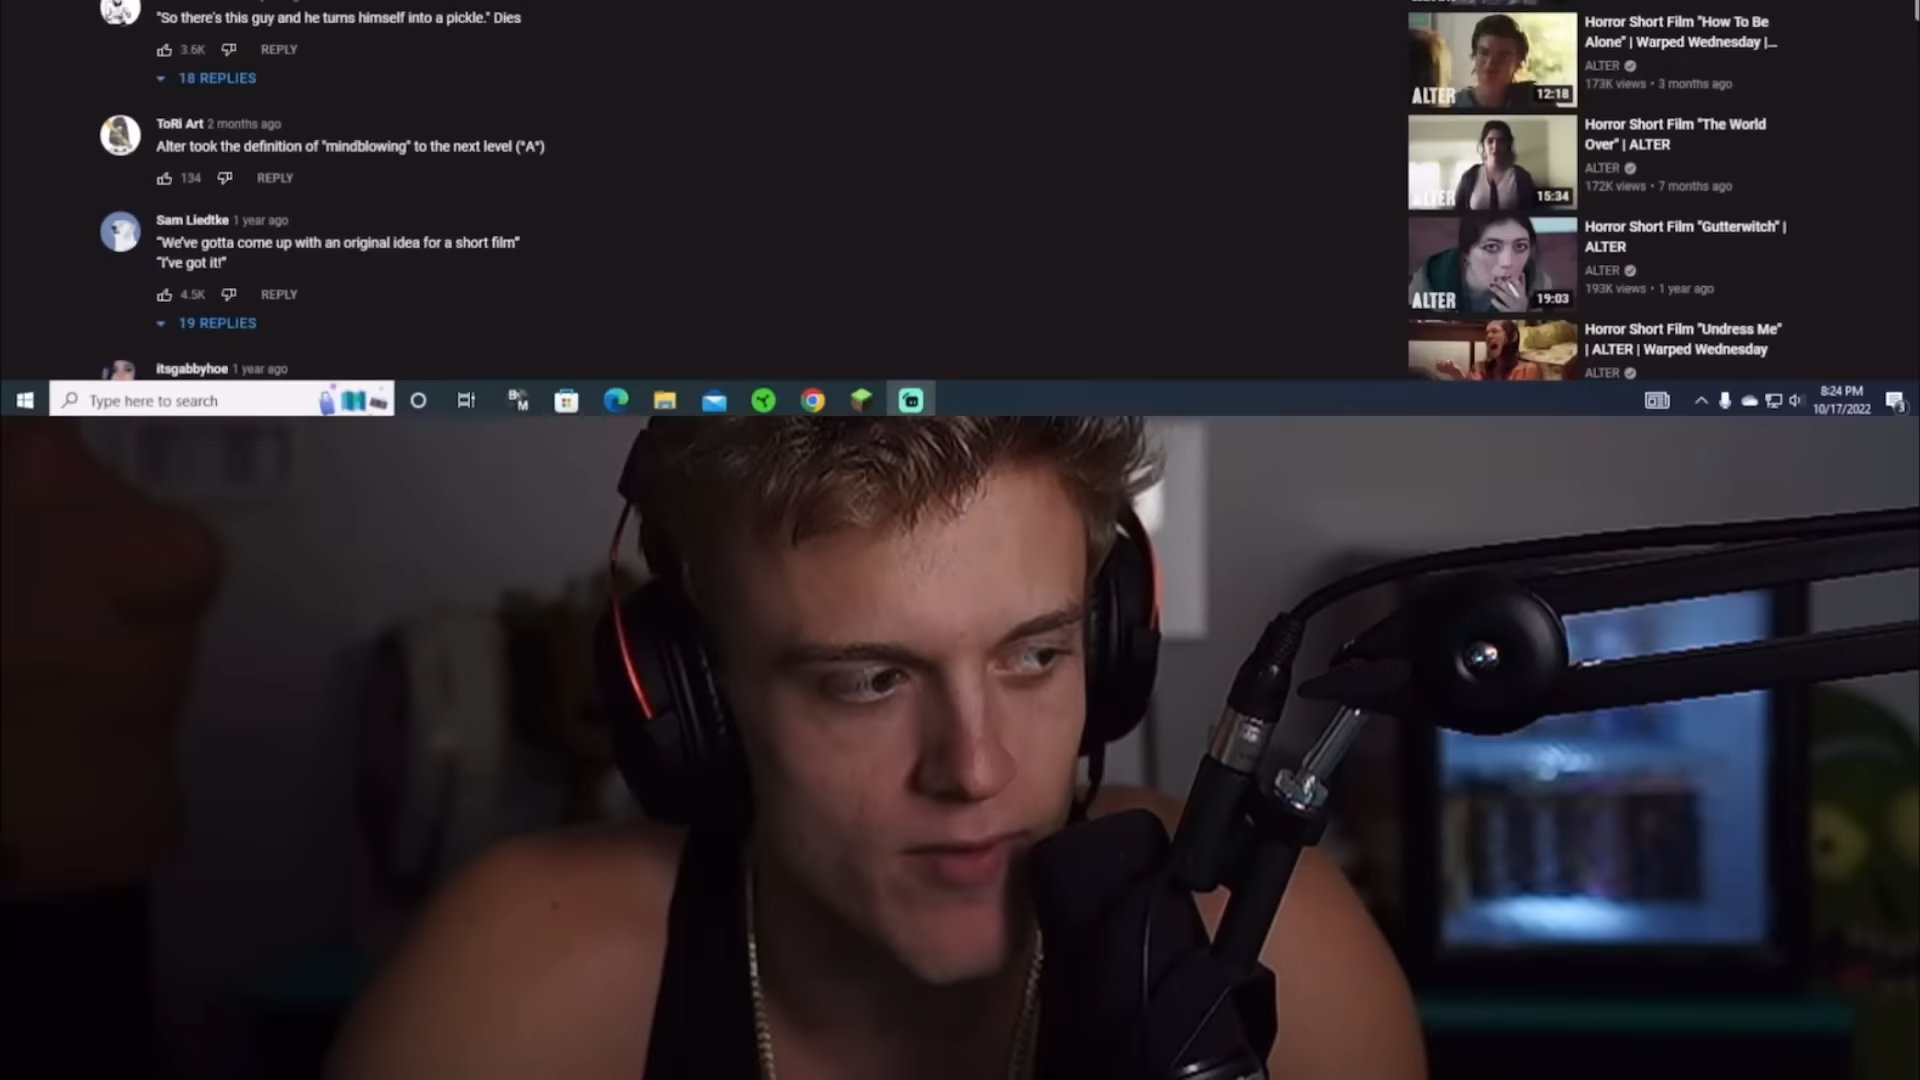 "So there's this guy and he turns himself into a pickle." Dies
3.6K REPLY
18 REPLIES
ToRi Art 2 months ago
Alter took the definition of "mindblowing" to the next level (°A°)
134 REPLY
Sam Liedtke 1 year ago
"We've gotta come up with an original idea for a short film"
"I've got it!"
4.5K REPLY
19 REPLIES
itsgabbyhoe 1 year ago
Horror Short Film "How To Be
Alone" | Warped Wednesday |...
ALTER
173K views • 3 months ago
ALTER
12:18
Horror Short Film "The World
Over" | ALTER
ALTER
172K views • 7 months ago
ALTER
15:34
Horror Short Film "Gutterwitch" |
ALTER
ALTER
193K views • 1 year ago
ALTER
19:03
Horror Short Film "Undress Me"
| ALTER | Warped Wednesday
ALTER
Type here to search
8:24 PM
10/17/2022
3